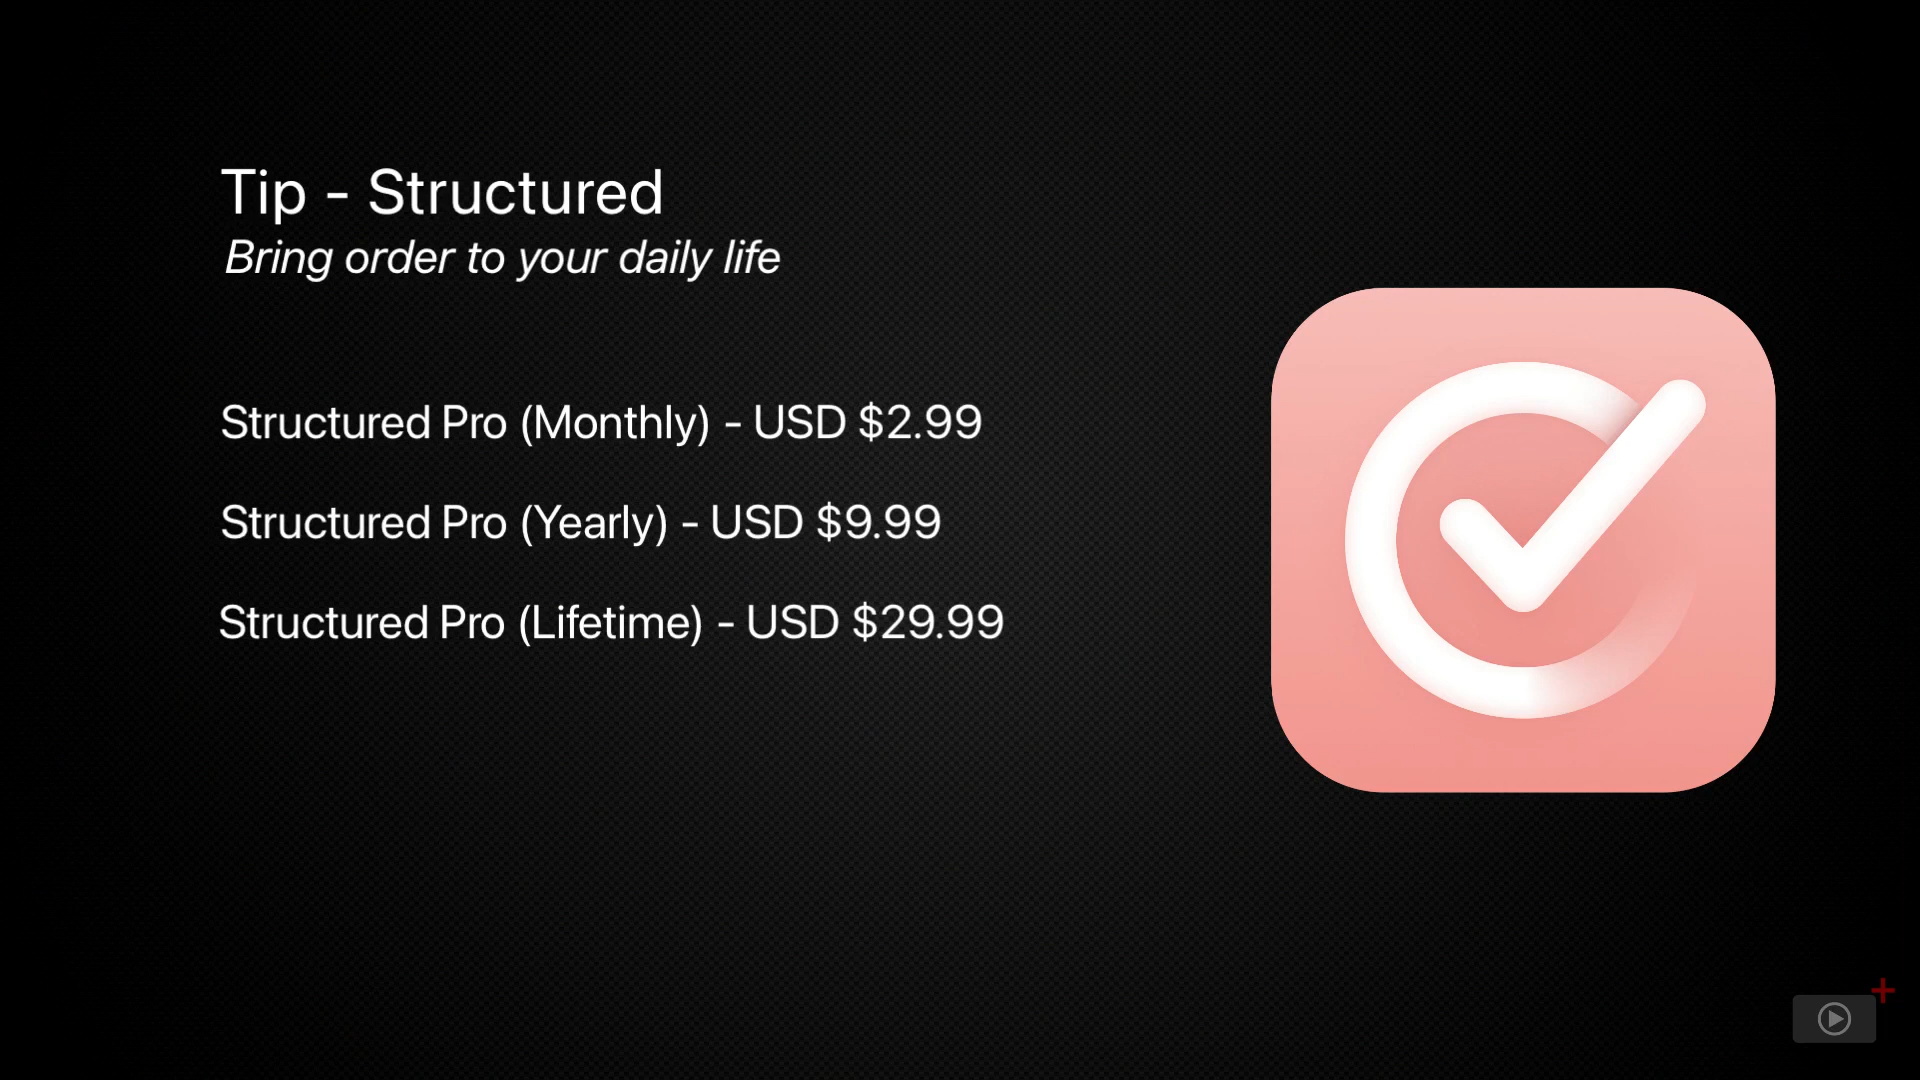 Tip - Structured
Bring order to your daily life
Structured Pro (Monthly) - USD $2.99
Structured Pro (Yearly) - USD $9.99
Structured Pro (Lifetime) - USD $29.99